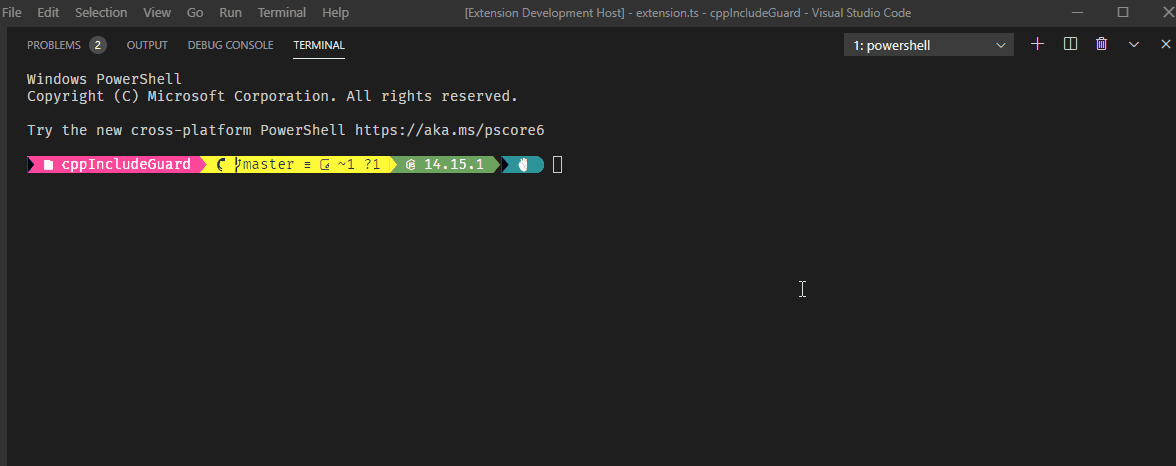 File Edit Selection View Go Run Terminal Help [Extension Development Host] - extension.ts - cppIncludeGuard - Visual Studio Code
PROBLEMS 2 OUTPUT DEBUG CONSOLE TERMINAL 1: powershell
Windows PowerShell
Copyright (C) Microsoft Corporation. All rights reserved.
Try the new cross-platform PowerShell https://aka.ms/pscore6
cppIncludeGuard master ≡ ~1 ?1 14.15.1